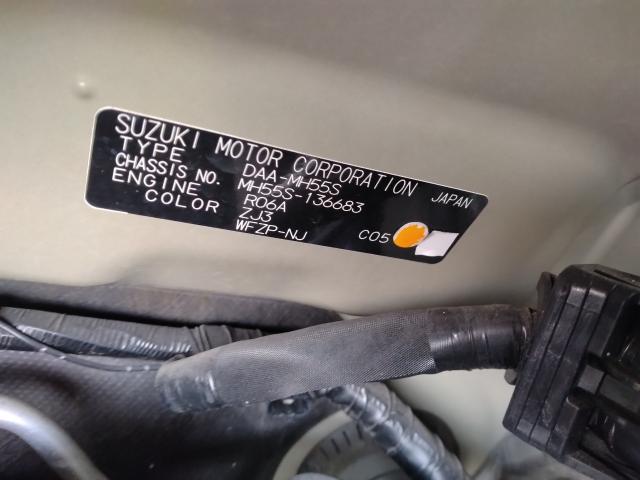 SUZUKI MOTOR CORPORATION JAPAN
TYPE DAA-MH55S
CHASSIS NO. MH55S-136683
ENGINE R06A
COLOR ZJ3
WFZP-NJ C05